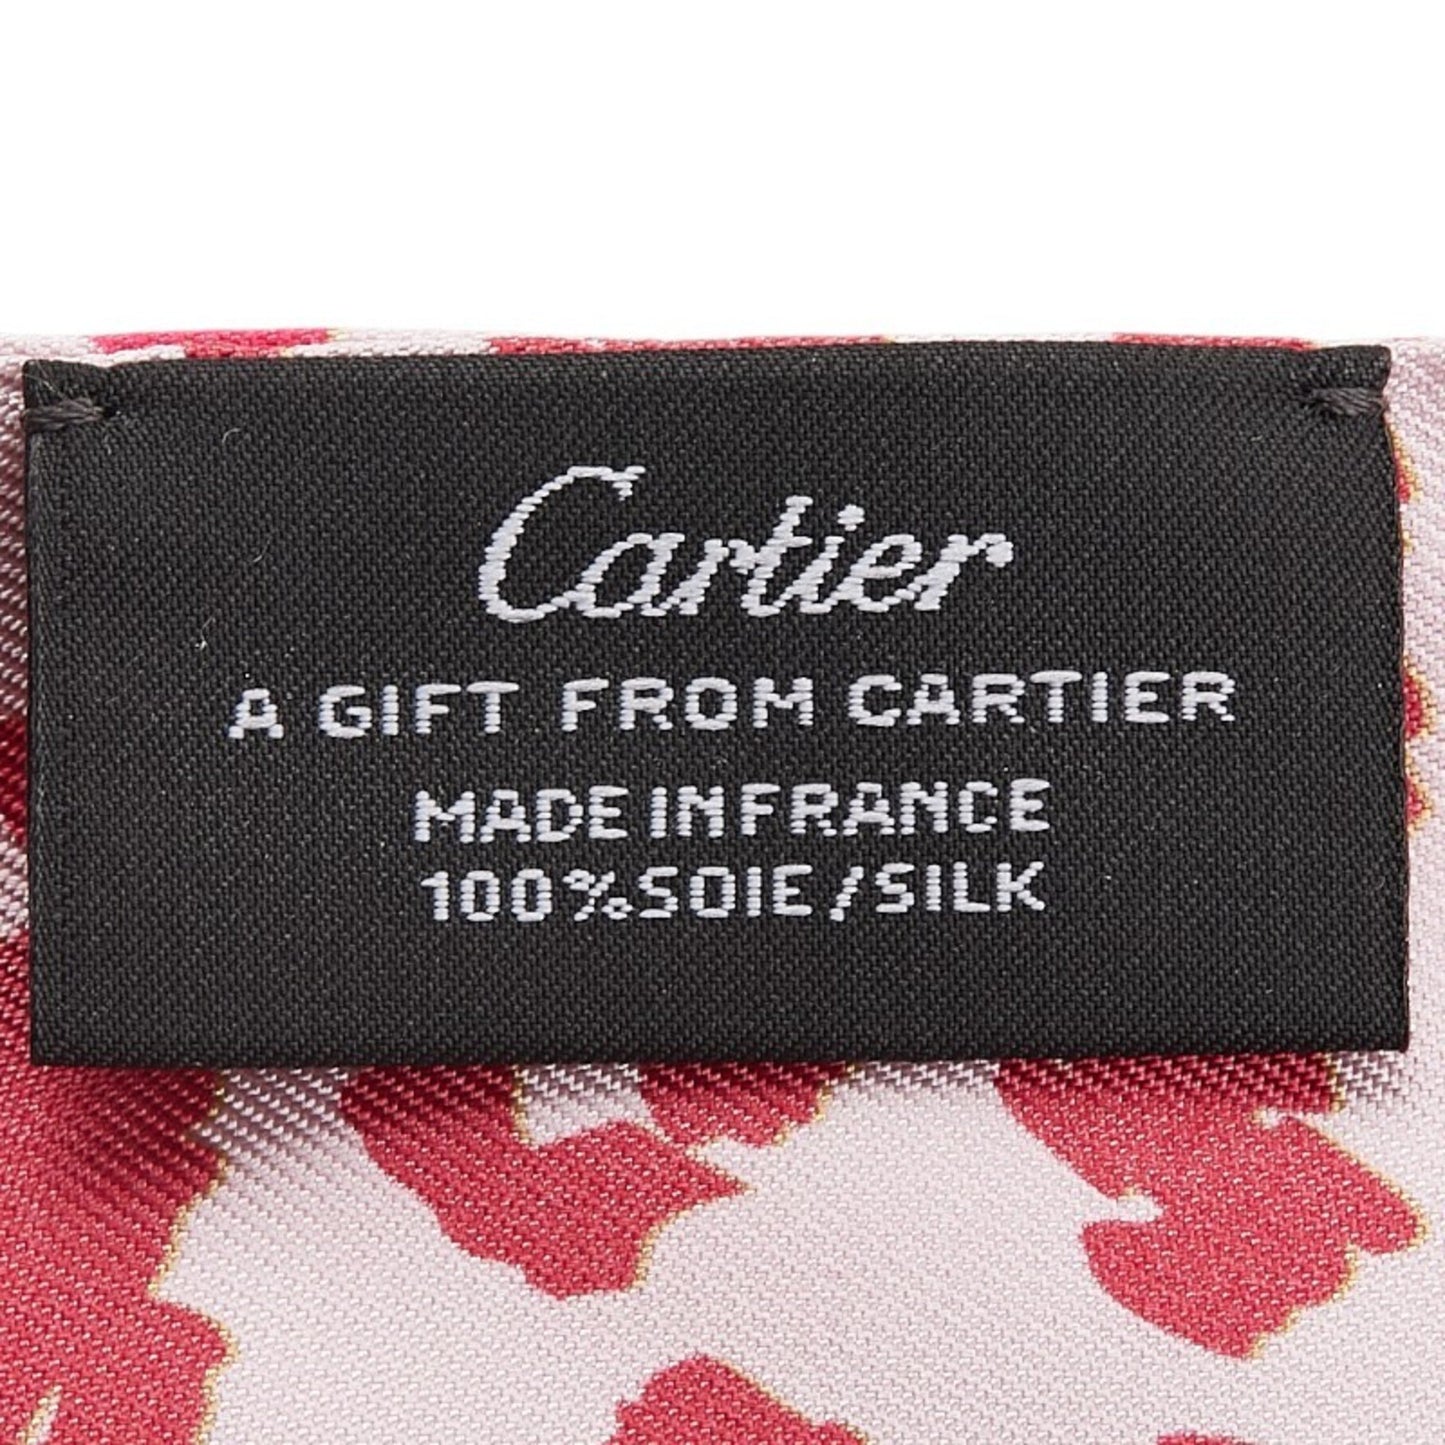 Cartier
A GIFT FROM CARTIER
MADE IN FRANCE
100% SOIE/SILK